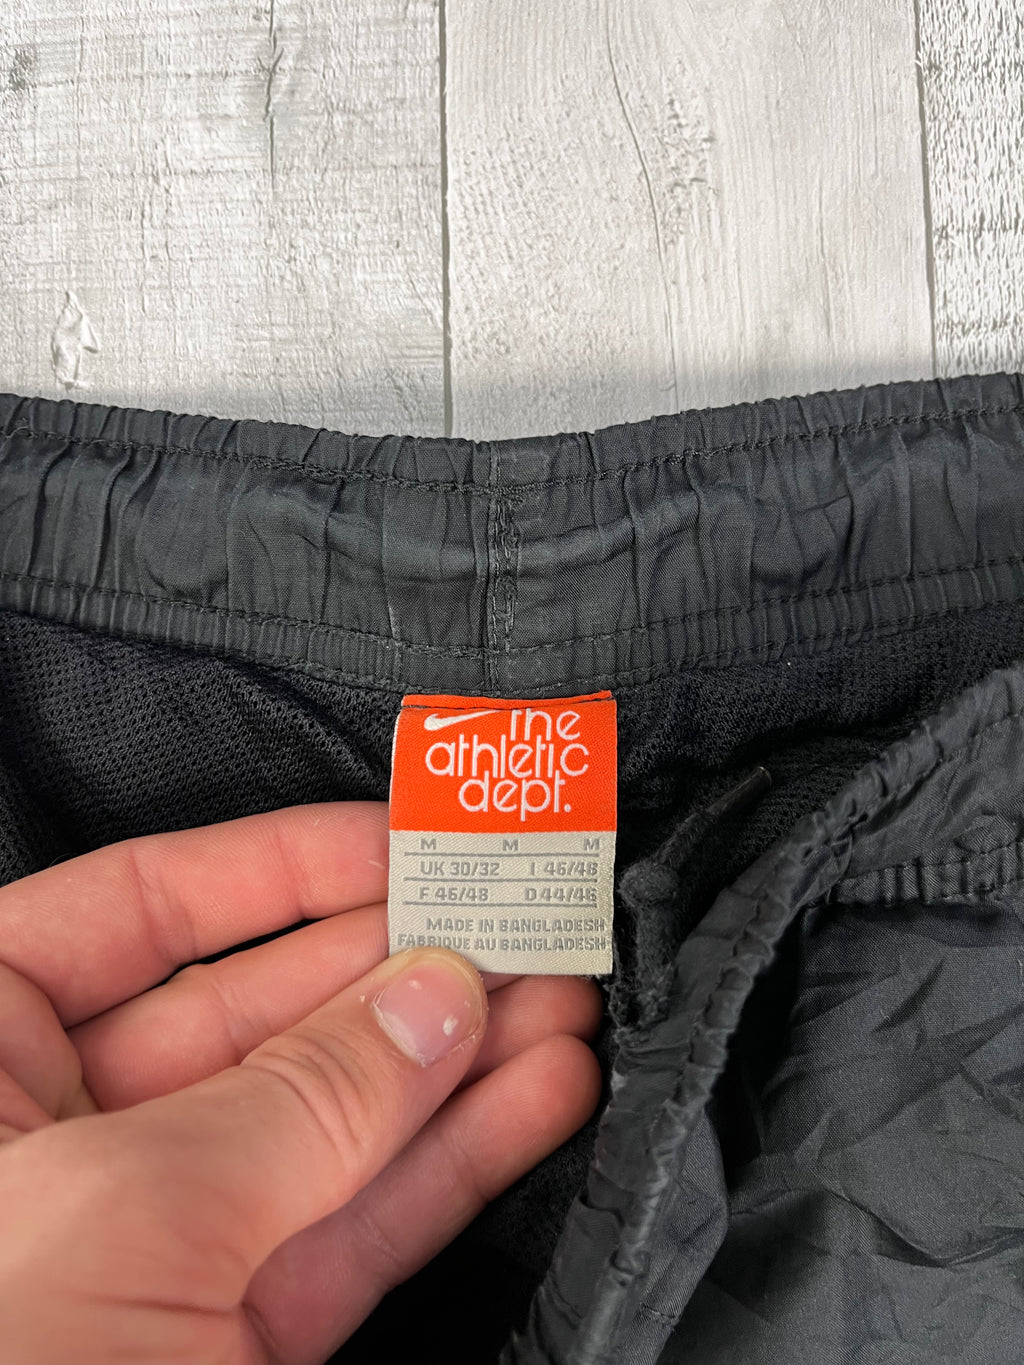 the
athletic
dept.
M M M
UK 30/32 I 46/48
F 46/48 D 44/46
MADE IN BANGLADESH
FABRIQUE AU BANGLADESH